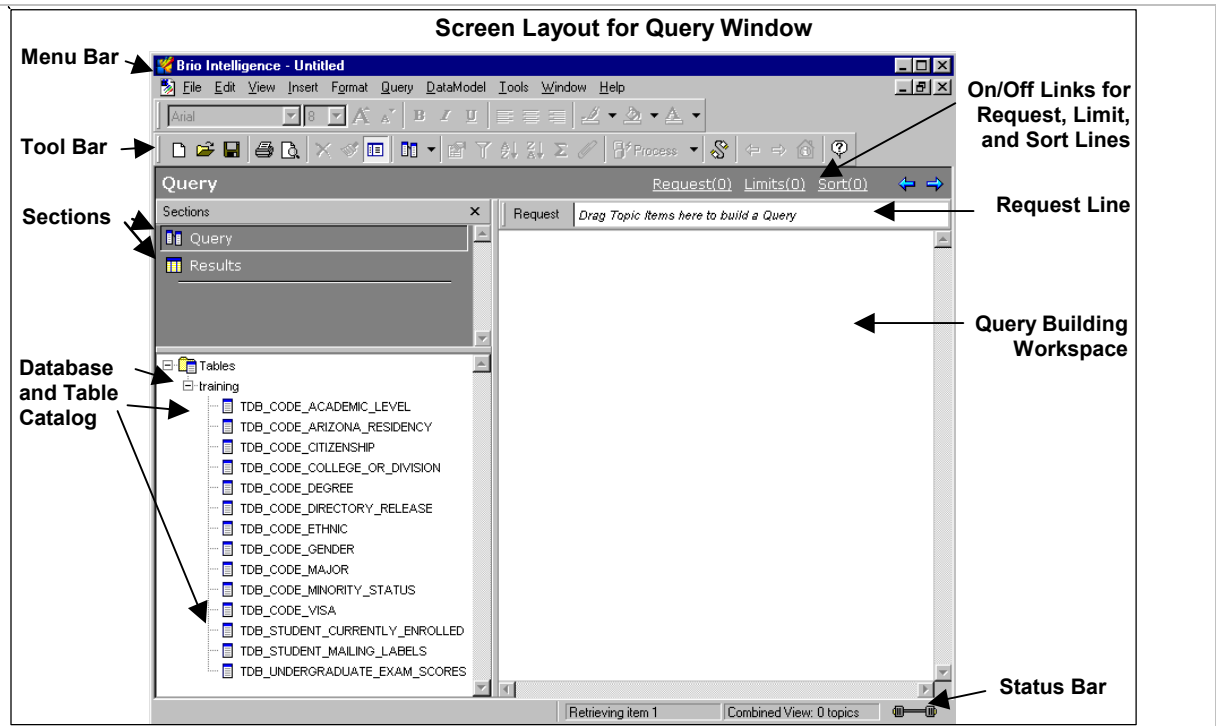 Screen Layout for Query Window
Menu Bar
Brio Intelligence - Untitled
File Edit View Insert Format Query DataModel Tools Window Help
On/Off Links for
Request, Limit,
and Sort Lines
Arial 8 B I U
Tool Bar
Process
Query Request(0) Limits(0) Sort(0)
Sections
Sections
Request Drag Topic Items here to build a Query
Request Line
Query
Results
Query Building
Workspace
Database
and Table
Catalog
Tables
training
TDB_CODE_ACADEMIC_LEVEL
TDB_CODE_ARIZONA_RESIDENCY
TDB_CODE_CITIZENSHIP
TDB_CODE_COLLEGE_OR_DIVISION
TDB_CODE_DEGREE
TDB_CODE_DIRECTORY_RELEASE
TDB_CODE_ETHNIC
TDB_CODE_GENDER
TDB_CODE_MAJOR
TDB_CODE_MINORITY_STATUS
TDB_CODE_VISA
TDB_STUDENT_CURRENTLY_ENROLLED
TDB_STUDENT_MAILING_LABELS
TDB_UNDERGRADUATE_EXAM_SCORES
Status Bar
Retrieving item 1 Combined View: 0 topics